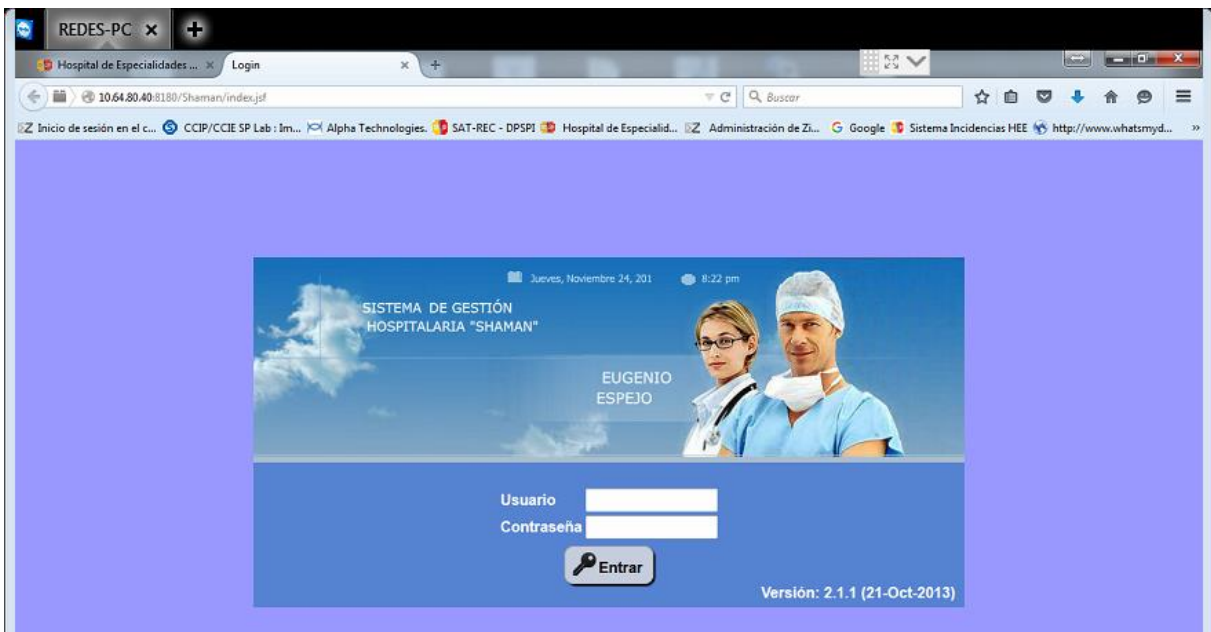 REDES-PC
Hospital de Especialidades ...
Login
10.64.80.40:8180/Shaman/index.jsf
Buscar
Inicio de sesión en el c...
CCIP/CCIE SP Lab : Im...
Alpha Technologies.
SAT-REC - DPSPI
Hospital de Especialid...
Administración de Zi...
Google
Sistema Incidencias HEE
http://www.whatsmyd...
Jueves, Noviembre 24, 201
8:22 pm
SISTEMA DE GESTIÓN
HOSPITALARIA "SHAMAN"
EUGENIO
ESPEJO
Usuario
Contraseña
Entrar
Versión: 2.1.1 (21-Oct-2013)